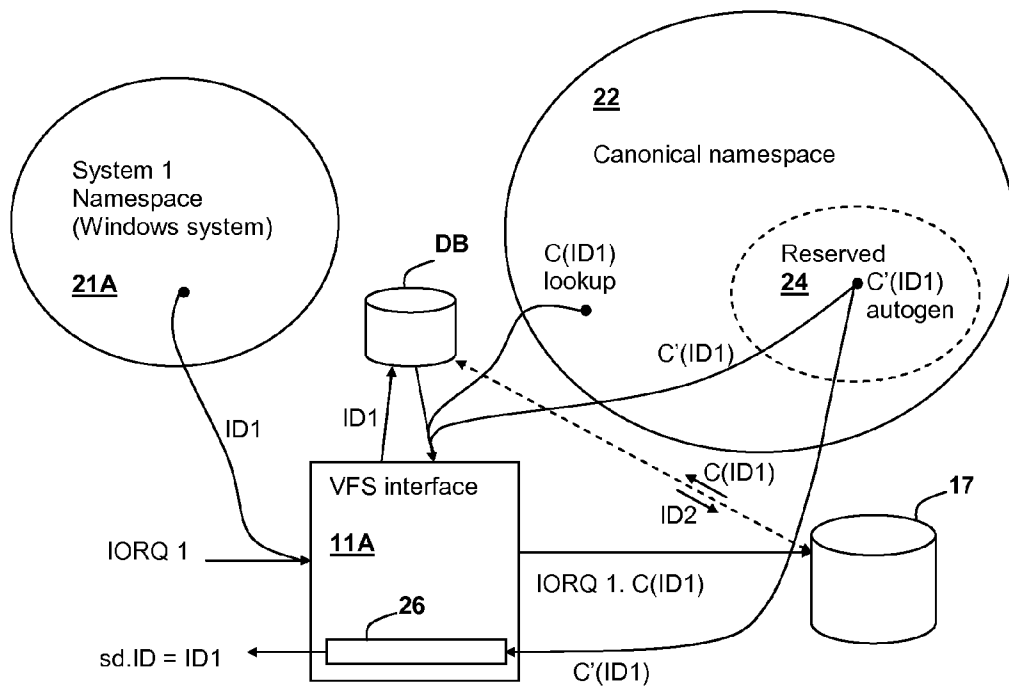 22
Canonical namespace
System 1
Namespace
(Windows system)
21A
DB
C(ID1)
lookup
Reserved
24
C'(ID1)
autogen
C'(ID1)
ID1
ID1
C(ID1)
ID2
17
VFS interface
11A
IORQ 1
IORQ 1. C(ID1)
26
sd.ID = ID1
C'(ID1)